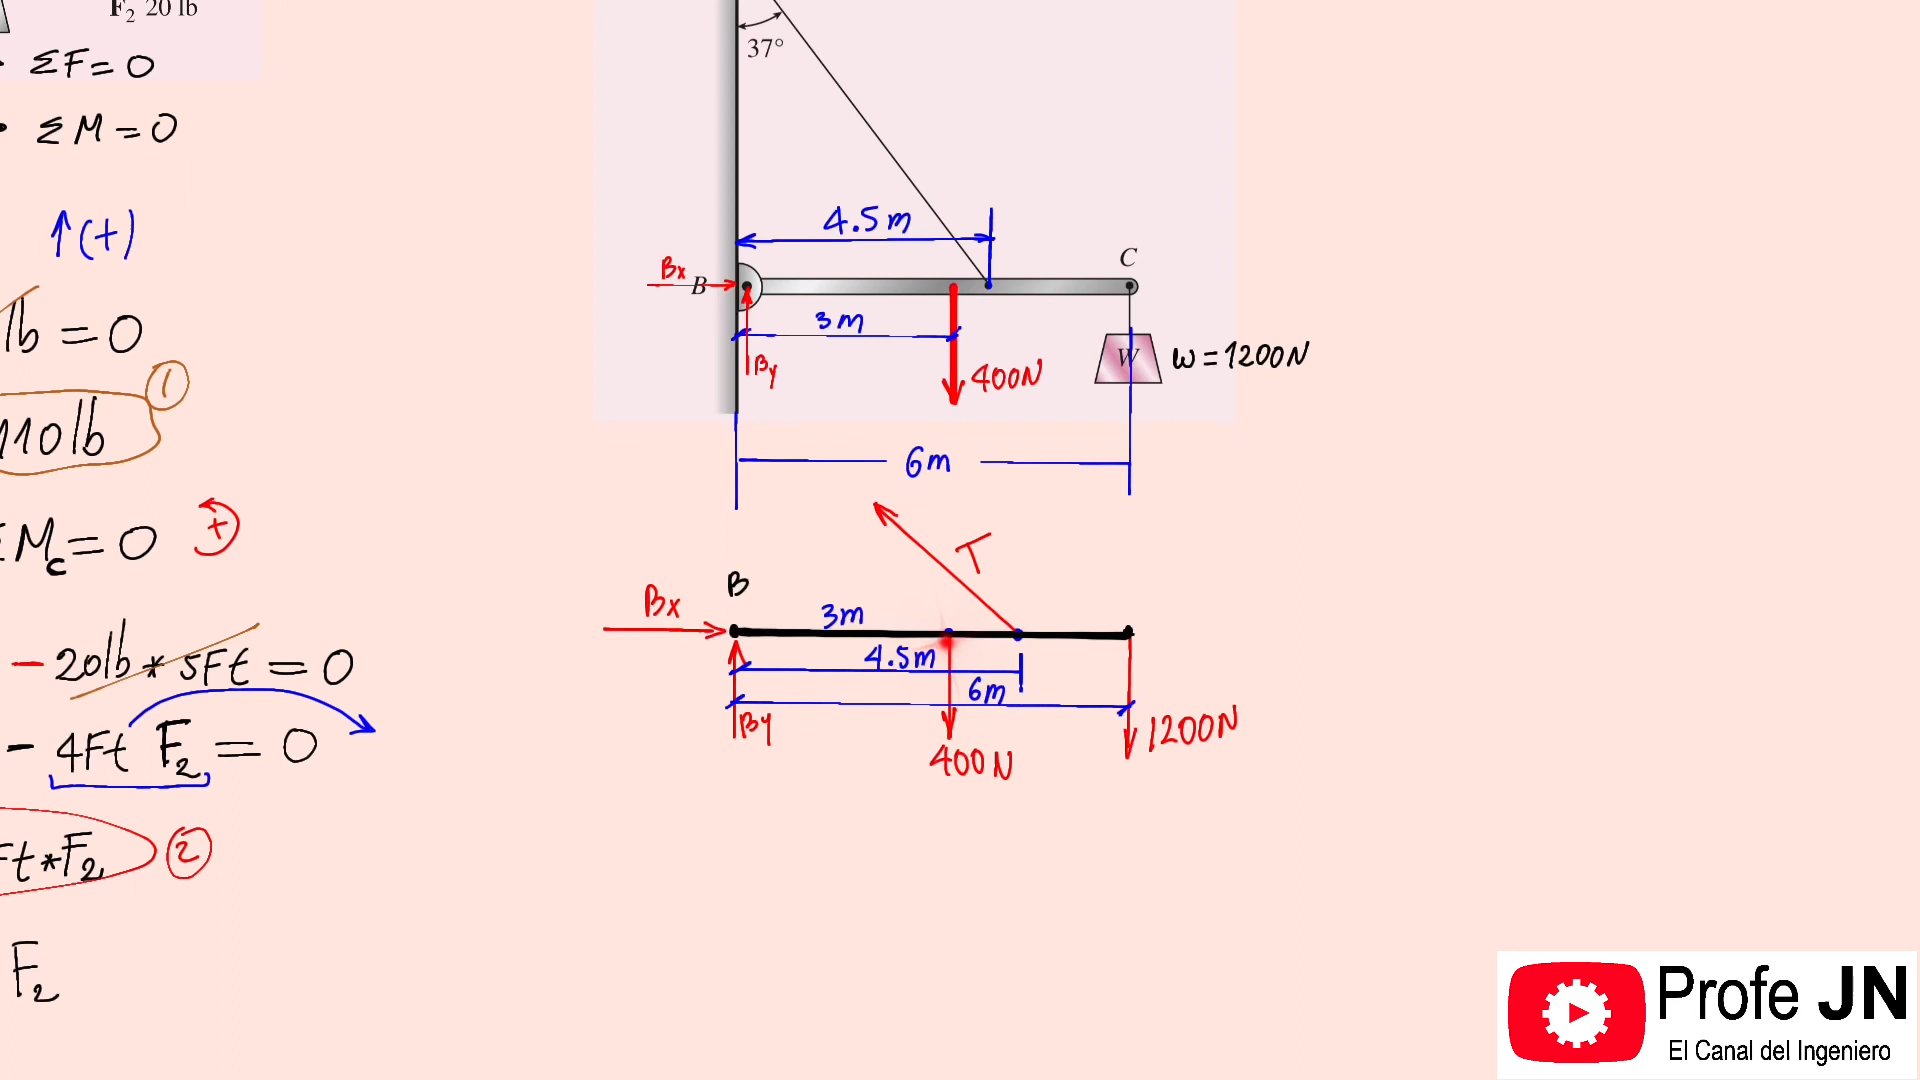 F₂ 20 lb
• ΣF = 0
• ΣM = 0
↑(+)
lb = 0
110lb
1
ΣMc = 0 +
- 20lb * 5Ft = 0
- 4Ft F₂ = 0
Ft*F₂ 2
F₂
37°
4.5m
C
Bx B
3m
By
400N
W w = 1200N
6m
T
B
Bx
3m
4.5m
6m
By
400N
1200N
Profe JN
El Canal del Ingeniero